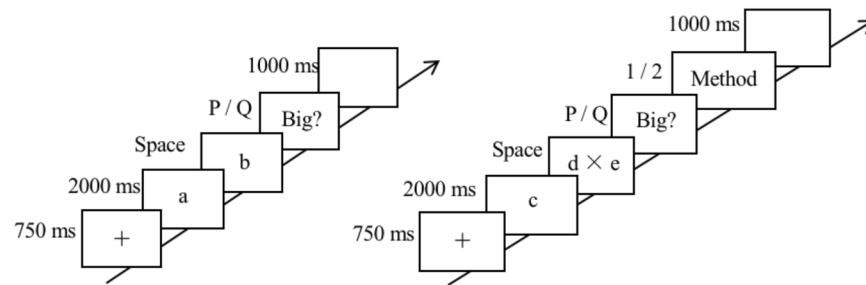 750 ms
+
2000 ms
a
Space
b
P / Q
Big?
1000 ms
750 ms
+
2000 ms
c
Space
d × e
P / Q
Big?
1 / 2
Method
1000 ms